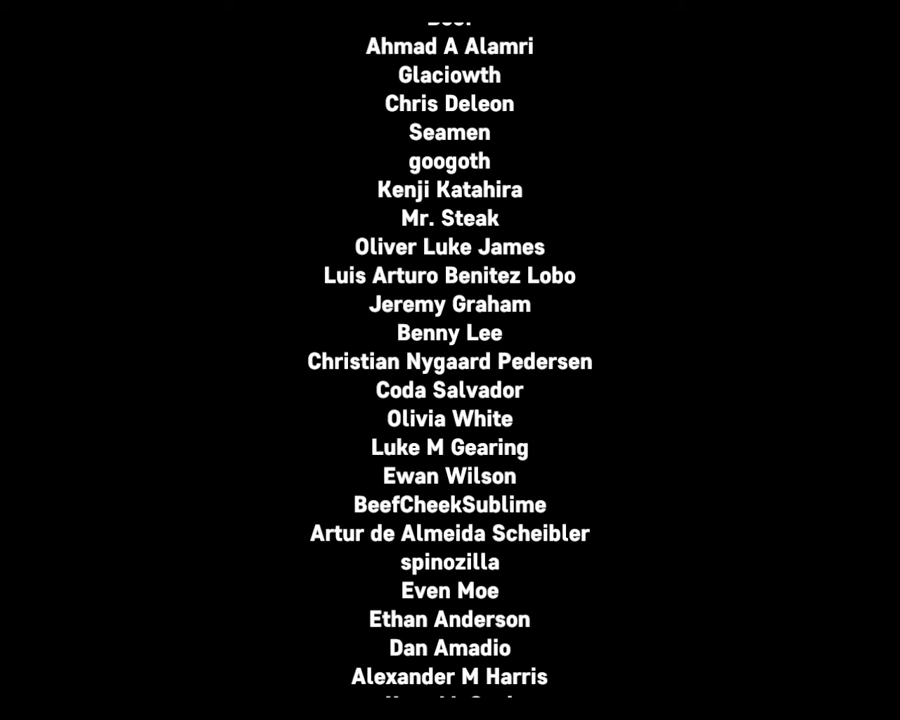 Ahmad A Alamri
Glaciowth
Chris Deleon
Seamen
googoth
Kenji Katahira
Mr. Steak
Oliver Luke James
Luis Arturo Benitez Lobo
Jeremy Graham
Benny Lee
Christian Nygaard Pedersen
Coda Salvador
Olivia White
Luke M Gearing
Ewan Wilson
BeefCheekSublime
Artur de Almeida Scheibler
spinozilla
Even Moe
Ethan Anderson
Dan Amadio
Alexander M Harris